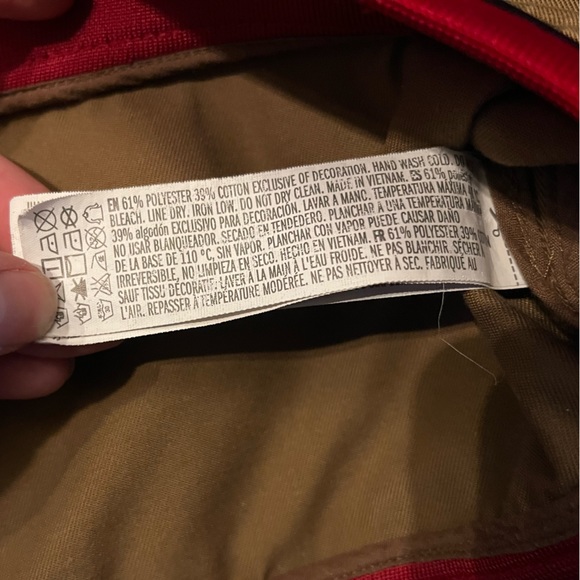 EN 61% POLYESTER 39% COTTON EXCLUSIVE OF DECORATION. HAND WASH COLD. DO
BLEACH. LINE DRY. IRON LOW. DO NOT DRY CLEAN. MADE IN VIETNAM. ES 61%
39% algodón EXCLUSIVO PARA DECORACIÓN, LAVAR A MANO. TEMPERATURA MÁXIMA
NO USAR BLANQUEADOR. SECADO EN TENDEDERO. PLANCHAR A UNA TEMPERATURA MÁXIMA
DE LA BASE DE 110 °C, SIN VAPOR. PLANCHAR CON VAPOR PUEDE CAUSAR DAÑO
IRREVERSIBLE, NO LIMPIEZA EN SECO. HECHO EN VIETNAM. FR 61% POLYESTER 39%
SAUF TISSU DÉCORATIF. LAVER À LA MAIN À L'EAU FROIDE. NE PAS BLANCHIR. SÉCHER
L'AIR. REPASSER À TEMPÉRATURE MODÉRÉE. NE PAS NETTOYER À SEC. FABRIQUÉ AU